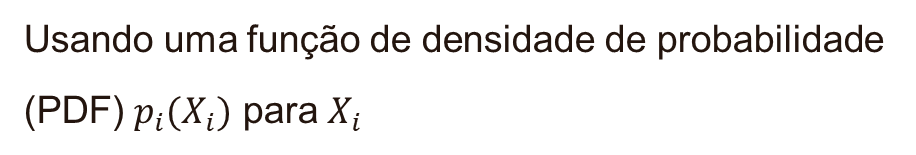 Usando uma função de densidade de probabilidade
(PDF) 𝑝ᵢ(𝑋ᵢ) para 𝑋ᵢ